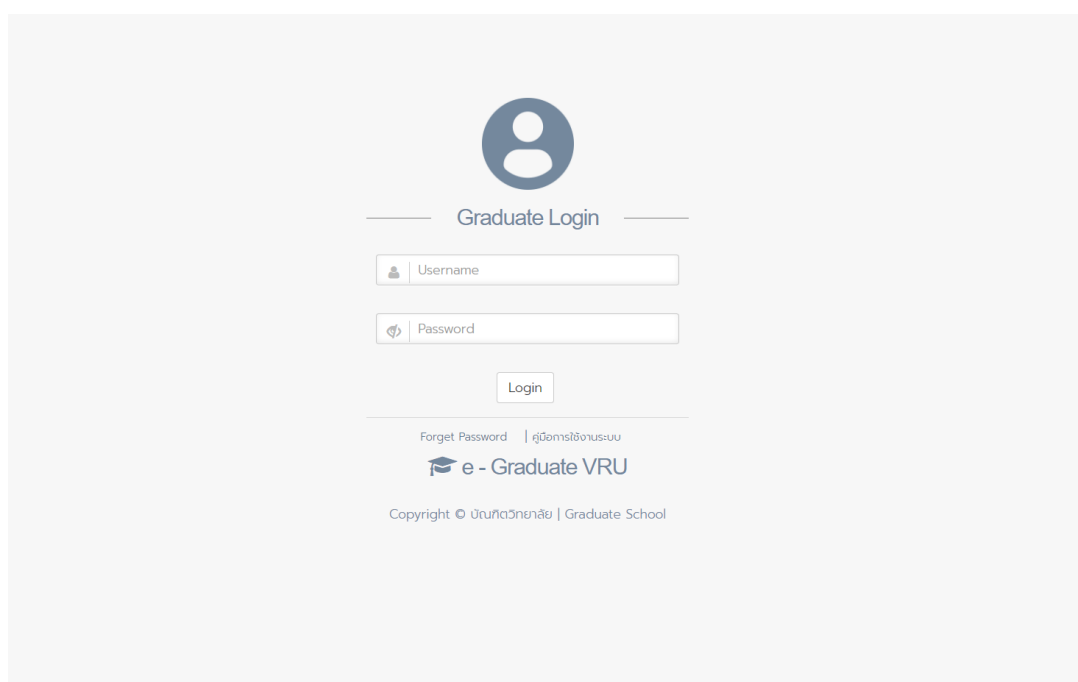 Graduate Login
Username
Password
Login
Forget Password | คู่มือการใช้งานระบบ
e - Graduate VRU
Copyright © บัณฑิตวิทยาลัย | Graduate School